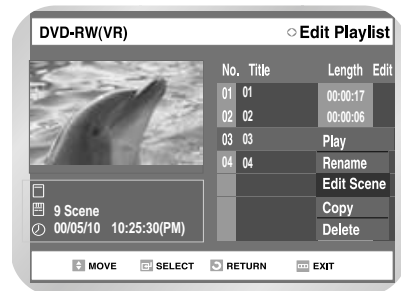 DVD-RW(VR) Edit Playlist
No. Title Length Edit
01 01 00:00:17
02 02 00:00:06
03 03 Play
04 04 Rename
Edit Scene
9 Scene Copy
00/05/10 10:25:30(PM) Delete
MOVE SELECT RETURN EXIT